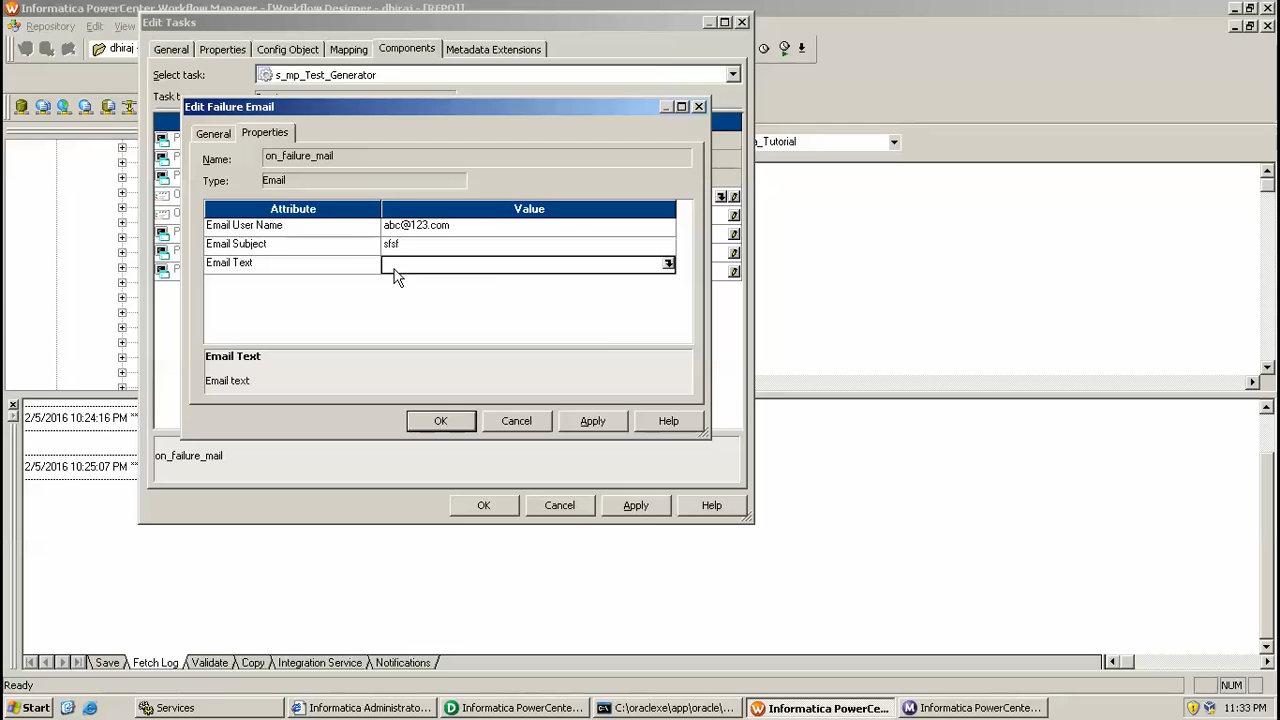 Informatica PowerCenter Workflow Manager - [Workflow Designer - dhiraj - [REPO]]
Repository Edit View
dhiraj
Edit Tasks
General Properties Config Object Mapping Components Metadata Extensions
Select task: s_mp_Test_Generator
Edit Failure Email
General Properties
Name: on_failure_mail
Type: Email
Attribute Value
Email User Name abc@123.com
Email Subject sfsf
Email Text
Email Text
Email text
OK Cancel Apply Help
on_failure_mail
OK Cancel Apply Help
a_Tutorial
2/5/2016 10:24:16 PM **
2/5/2016 10:25:07 PM **
Save Fetch Log Validate Copy Integration Service Notifications
Ready NUM
Start Services Informatica Administrato... Informatica PowerCente... C:\oraclexe\app\oracle\... Informatica PowerCe... Informatica PowerCente... 11:33 PM